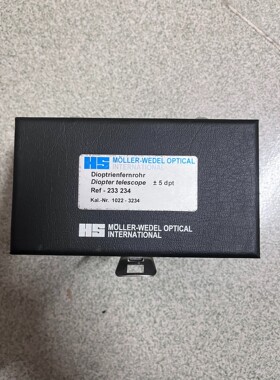 HS MÖLLER-WEDEL OPTICAL
INTERNATIONAL
Dioptrienfernrohr
Diopter telescope ± 5 dpt
Ref - 233 234
Kal.-Nr. 1022 - 3234
HS MÖLLER-WEDEL OPTICAL
INTERNATIONAL